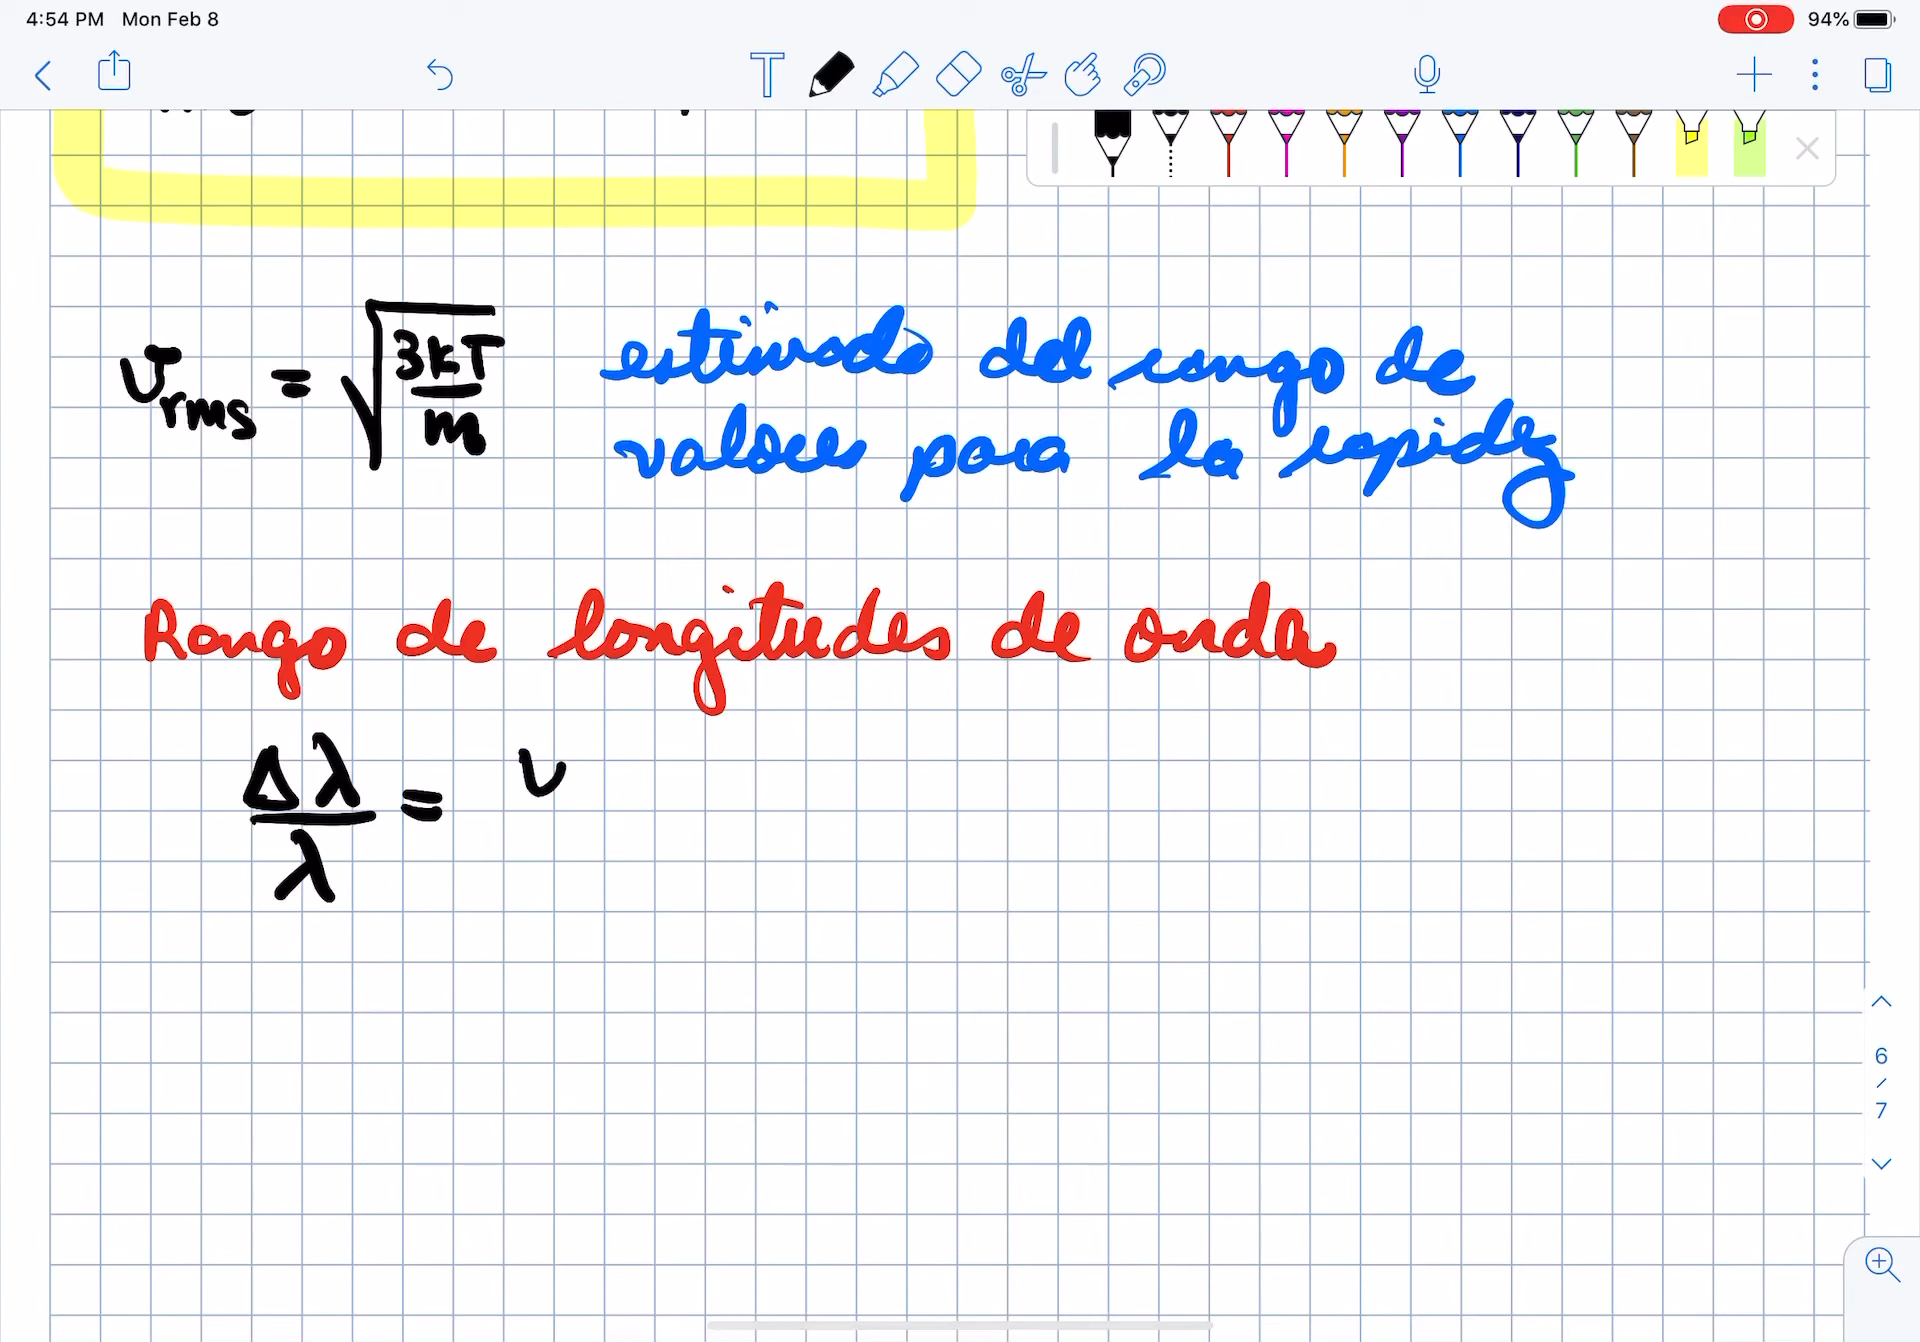 4:54 PM Mon Feb 8 94%
v_rms = √(3kT/m) estimado del rango de
valores para la rapidez
Rango de longitudes de onda
Δλ/λ = v
6
/
7